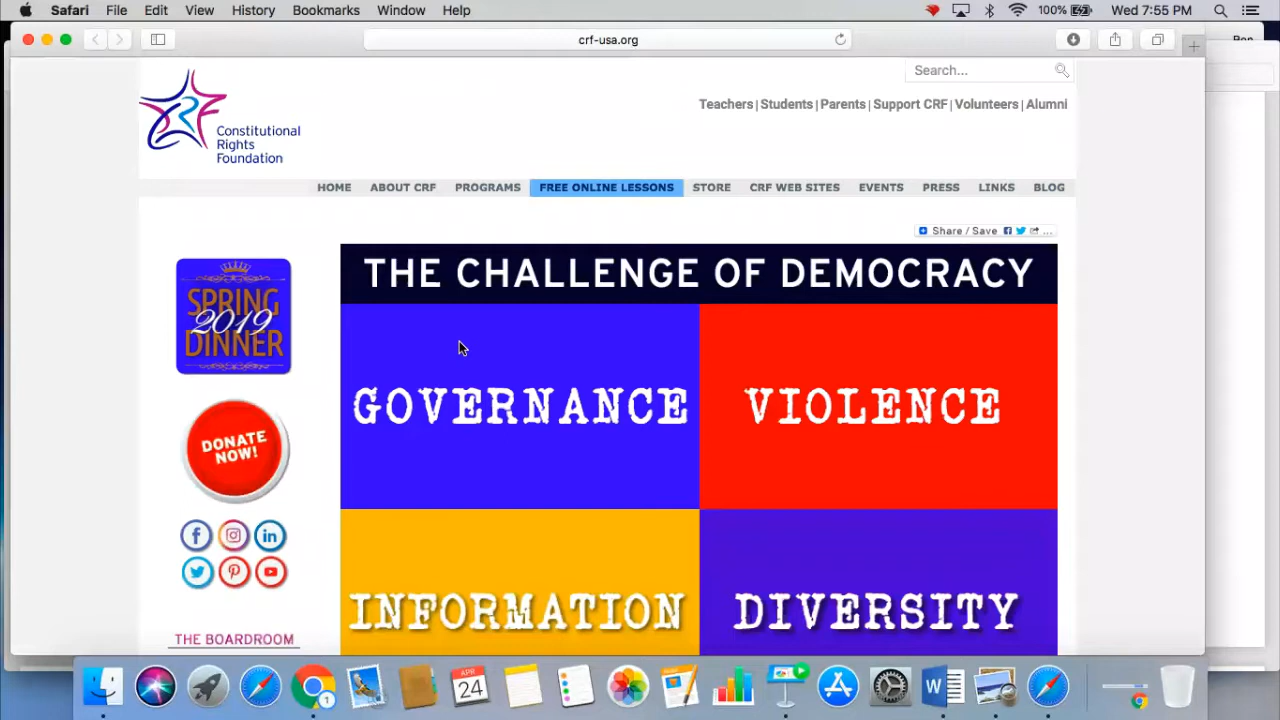 Safari File Edit View History Bookmarks Window Help 100% Wed 7:55 PM
crf-usa.org
Search...
Teachers | Students | Parents | Support CRF | Volunteers | Alumni
CRF
Constitutional
Rights
Foundation
HOME ABOUT CRF PROGRAMS FREE ONLINE LESSONS STORE CRF WEB SITES EVENTS PRESS LINKS BLOG
Share / Save ...
THE CHALLENGE OF DEMOCRACY
SPRING
2019
DINNER
GOVERNANCE VIOLENCE
DONATE
NOW!
INFORMATION DIVERSITY
THE BOARDROOM
APR
24
1